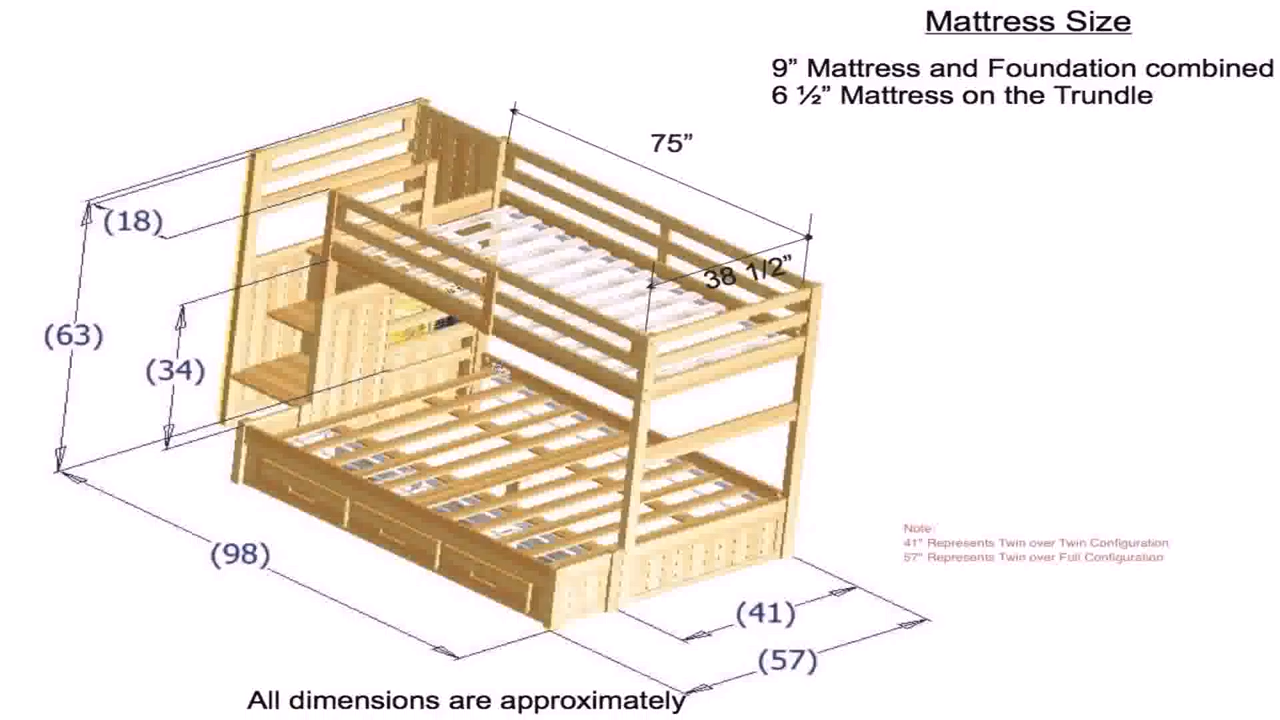 Mattress Size
9” Mattress and Foundation combined
6 ½” Mattress on the Trundle
75”
(18)
38 1/2”
(63)
(34)
Note:
41" Represents Twin over Twin Configuration
57" Represents Twin over Full Configuration
(98)
(41)
(57)
All dimensions are approximately